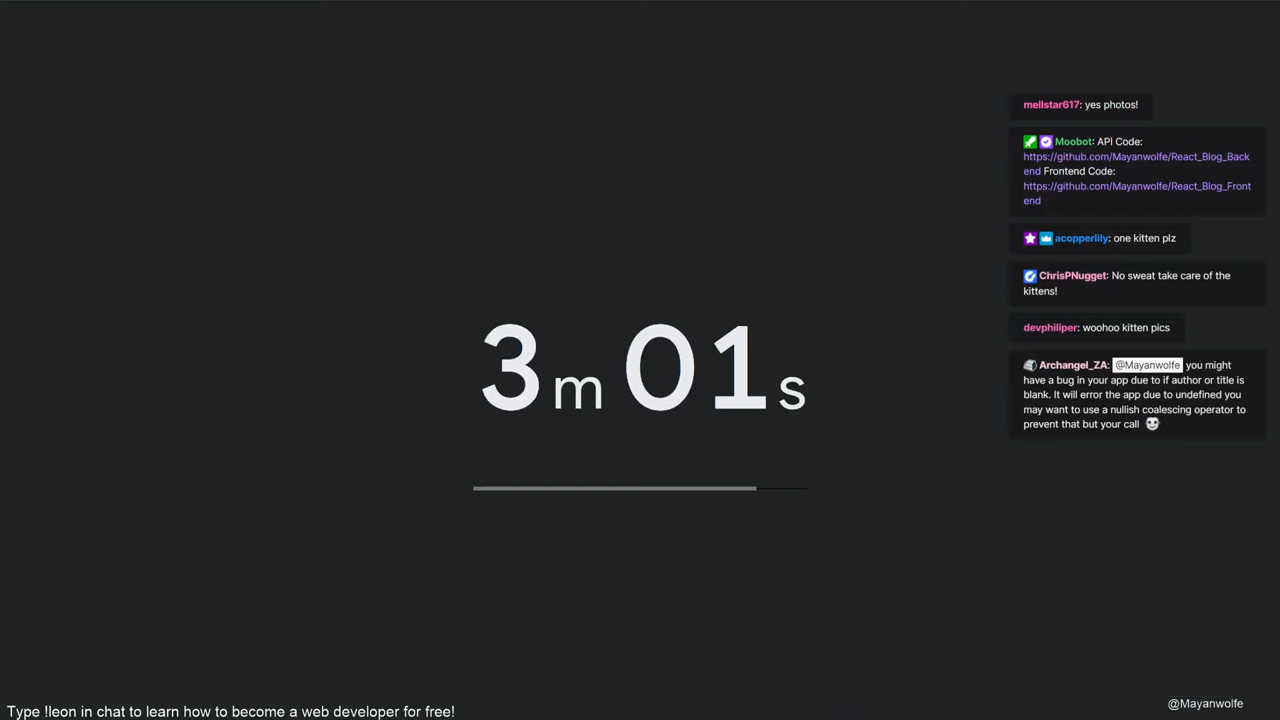 mellstar617: yes photos!
Moobot: API Code:
https://github.com/Mayanwolfe/React_Blog_Back
end Frontend Code:
https://github.com/Mayanwolfe/React_Blog_Front
end
acopperlily: one kitten plz
ChrisPNugget: No sweat take care of the
kittens!
devphiliper: woohoo kitten pics
Archangel_ZA: @Mayanwolfe you might
have a bug in your app due to if author or title is
blank. It will error the app due to undefined you
may want to use a nullish coalescing operator to
prevent that but your call
3 m 01 s
Type !leon in chat to learn how to become a web developer for free!
@Mayanwolfe